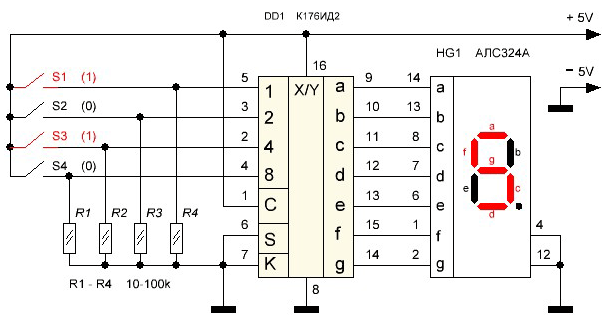 DD1 К176ИД2
+ 5V
HG1 АЛС324А
− 5V
16
X/Y
S1 (1) 5 1 a 9 14 a
S2 (0) 3 2 b 10 13 b
S3 (1) 2 4 c 11 8 c
S4 (0) 4 8 d 12 7 d
1 C e 13 6 e
6 S f 15 1 f 4
7 K g 14 2 g 12
a
f b
g
e c
d
R1 R2 R3 R4
R1 - R4 10-100k
8